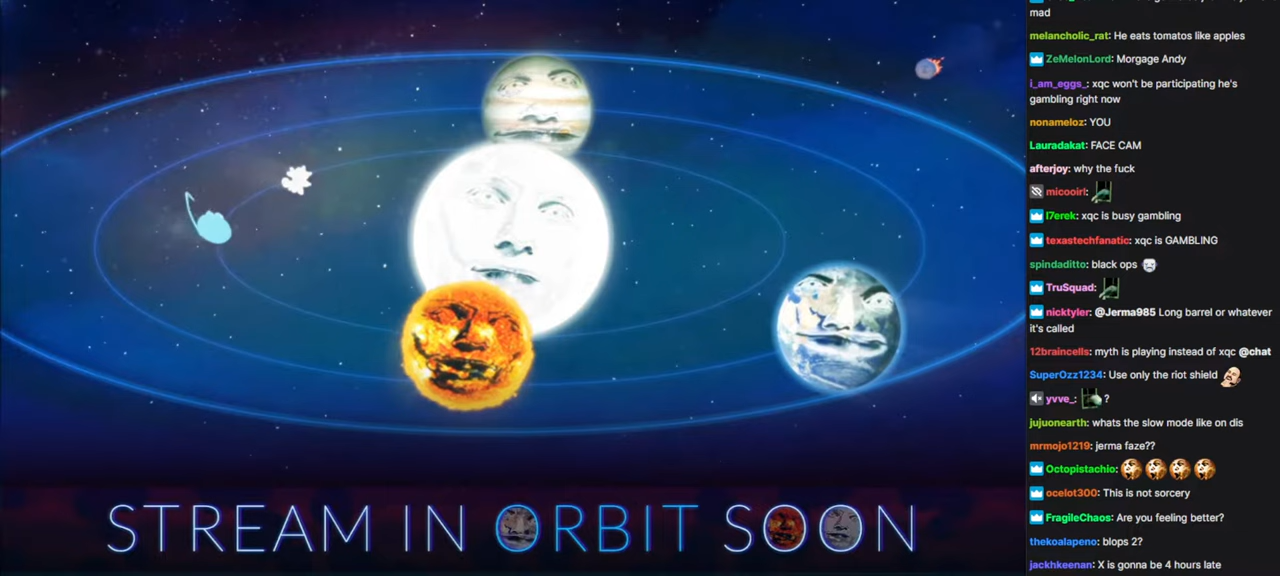 mad
melancholic_rat: He eats tomatos like apples
ZeMelonLord: Morgage Andy
i_am_eggs_: xqc won't be participating he's
gambling right now
nonameloz: YOU
Lauradakat: FACE CAM
afterjoy: why the fuck
micooirl:
l7erek: xqc is busy gambling
texastechfanatic: xqc is GAMBLING
spindaditto: black ops
TruSquad:
nicktyler: @Jerma985 Long barrel or whatever
it's called
12braincells: myth is playing instead of xqc @chat
SuperOzz1234: Use only the riot shield
yvve_: ?
jujuonearth: whats the slow mode like on dis
mrmojo1219: jerma faze??
Octopistachio:
ocelot300: This is not sorcery
FragileChaos: Are you feeling better?
thekoalapeno: blops 2?
jackhkeenan: X is gonna be 4 hours late
STREAM IN ORBIT SOON